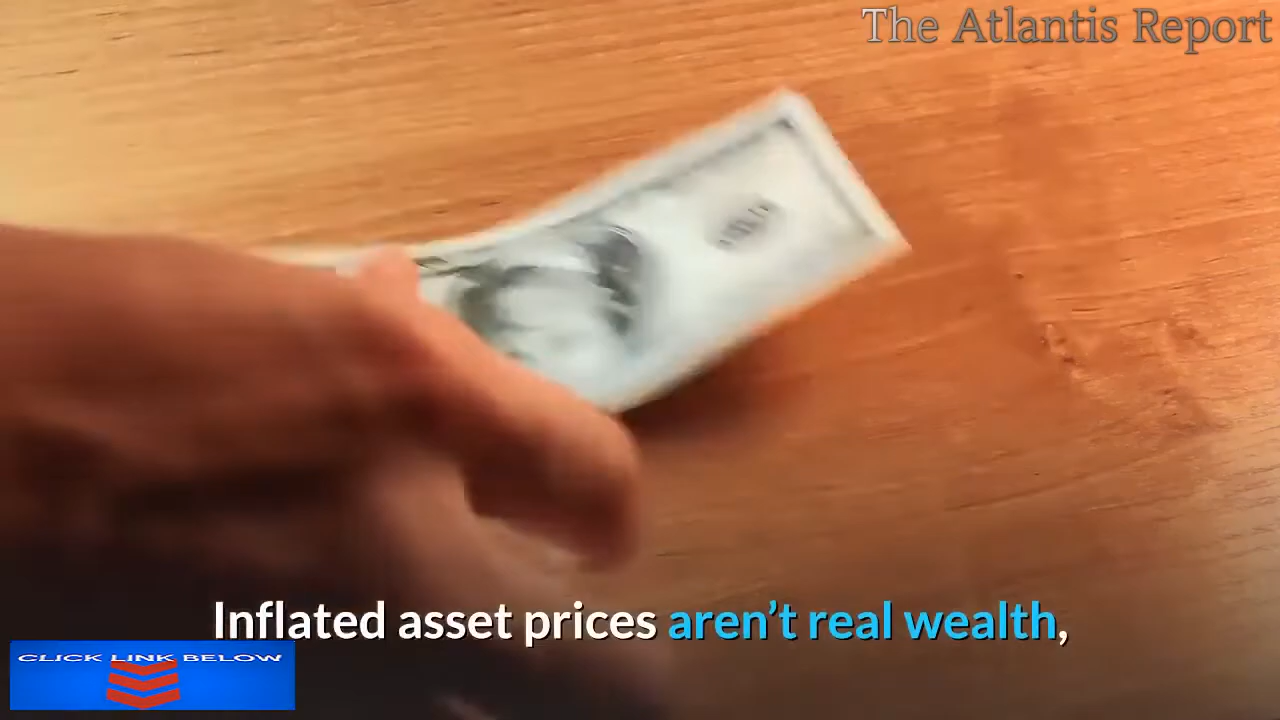 The Atlantis Report
Inflated asset prices aren't real wealth,
CLICK LINK BELOW